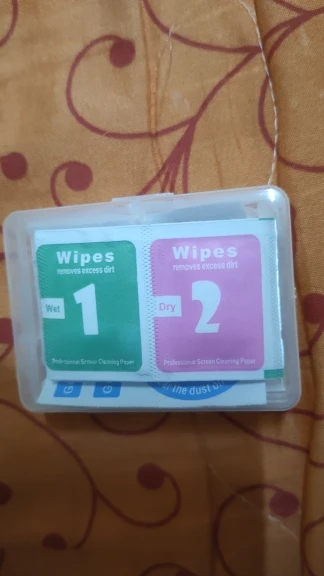 Wipes
removes excess dirt
Wet
1
Professional Screen Cleaning Paper
Wipes
removes excess dirt
Dry
2
Professional Screen Cleaning Paper
G
G
of the dust